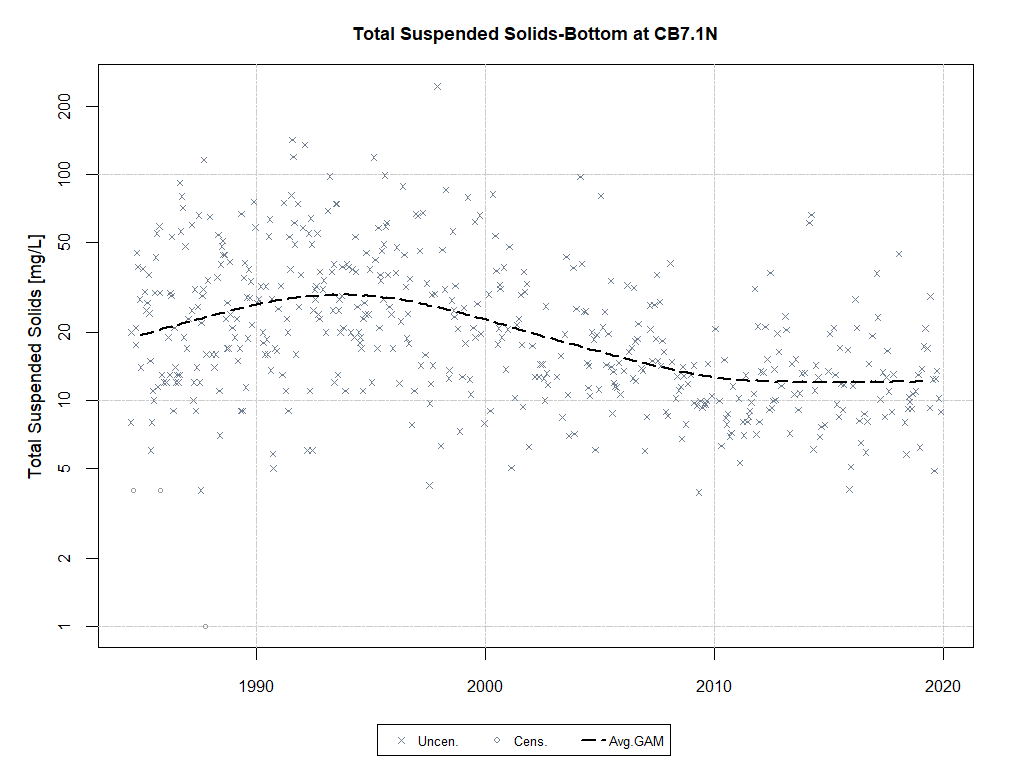 Total Suspended Solids-Bottom at CB7.1N
Total Suspended Solids [mg/L]
200
100
50
20
10
5
2
1
1990 2000 2010 2020
Uncen. Cens. Avg.GAM